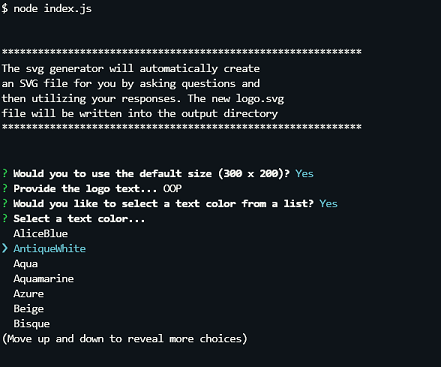 $ node index.js
************************************************************
The svg generator will automatically create
an SVG file for you by asking questions and
then utilizing your responses. The new logo.svg
file will be written into the output directory
************************************************************
? Would you to use the default size (300 x 200)? Yes
? Provide the logo text... OOP
? Would you like to select a text color from a list? Yes
? Select a text color...
AliceBlue
❯ AntiqueWhite
Aqua
Aquamarine
Azure
Beige
Bisque
(Move up and down to reveal more choices)